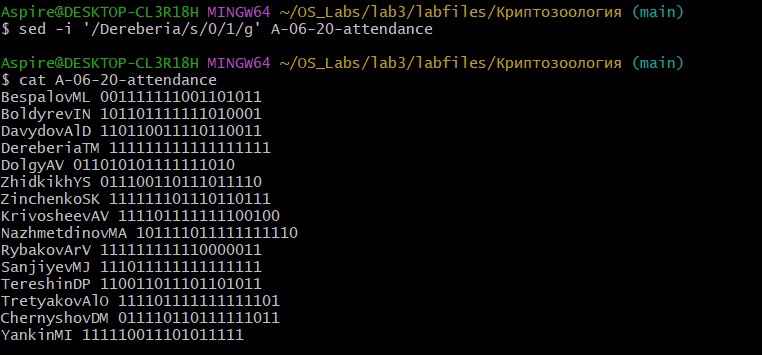 Aspire@DESKTOP-CL3R18H MINGW64 ~/OS_Labs/lab3/labfiles/Криптозоология (main)
$ sed -i '/Dereberia/s/0/1/g' A-06-20-attendance
Aspire@DESKTOP-CL3R18H MINGW64 ~/OS_Labs/lab3/labfiles/Криптозоология (main)
$ cat A-06-20-attendance
BespalovML 001111111001101011
BoldyrevIN 101101111111010001
DavydovAlD 110110011110110011
DereberiaTM 111111111111111111
DolgyAV 011010101111111010
ZhidkikhYS 011100110111011110
ZinchenkoSK 111111101110110111
KrivosheevAV 111101111111100100
NazhmetdinovMA 101111011111111110
RybakovArV 111111111110000011
SanjiyevMJ 111011111111111111
TereshinDP 110011011101101011
TretyakovAlO 111101111111111101
ChernyshovDM 011110110111111011
YankinMI 111110011101011111